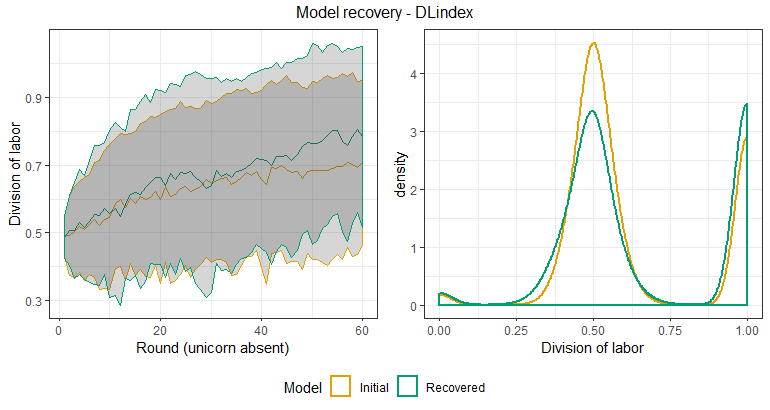 Model recovery - DLindex
Division of labor
0.9
0.7
0.5
0.3
0 20 40 60
Round (unicorn absent)
density
4
3
2
1
0
0.00 0.25 0.50 0.75 1.00
Division of labor
Model Initial Recovered